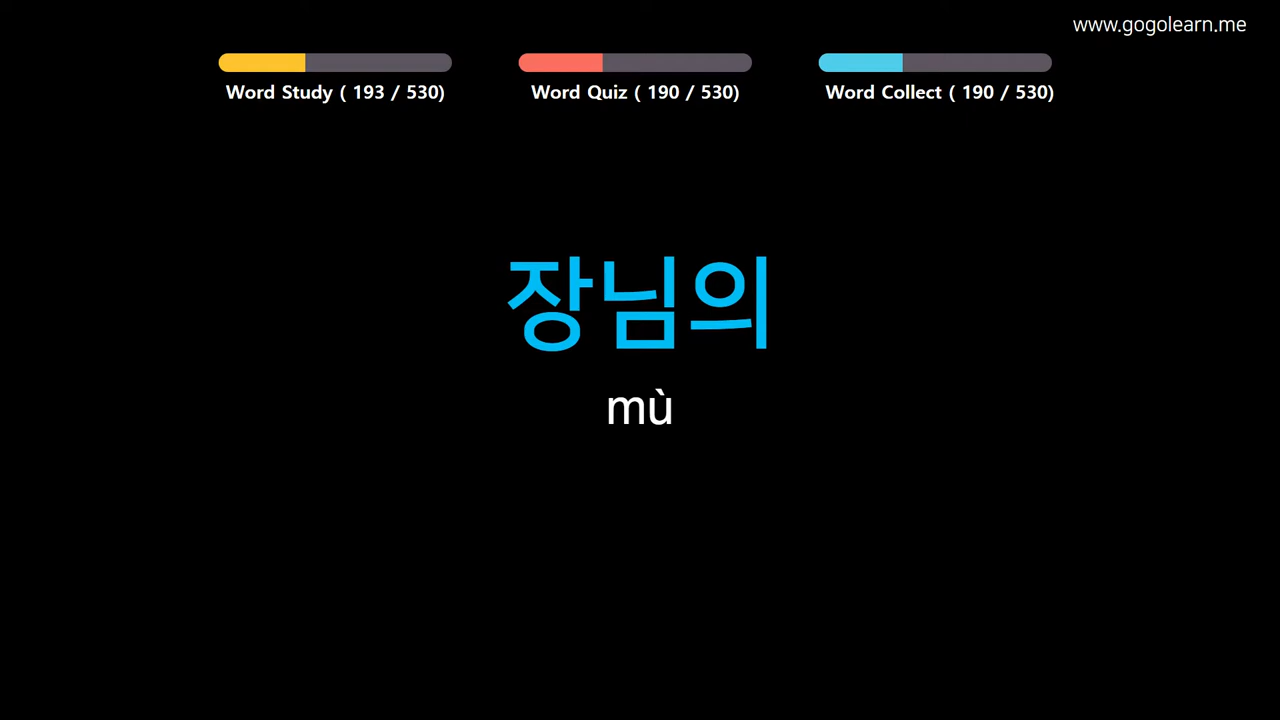 www.gogolearn.me
Word Study ( 193 / 530)
Word Quiz ( 190 / 530)
Word Collect ( 190 / 530)
장님의
mù